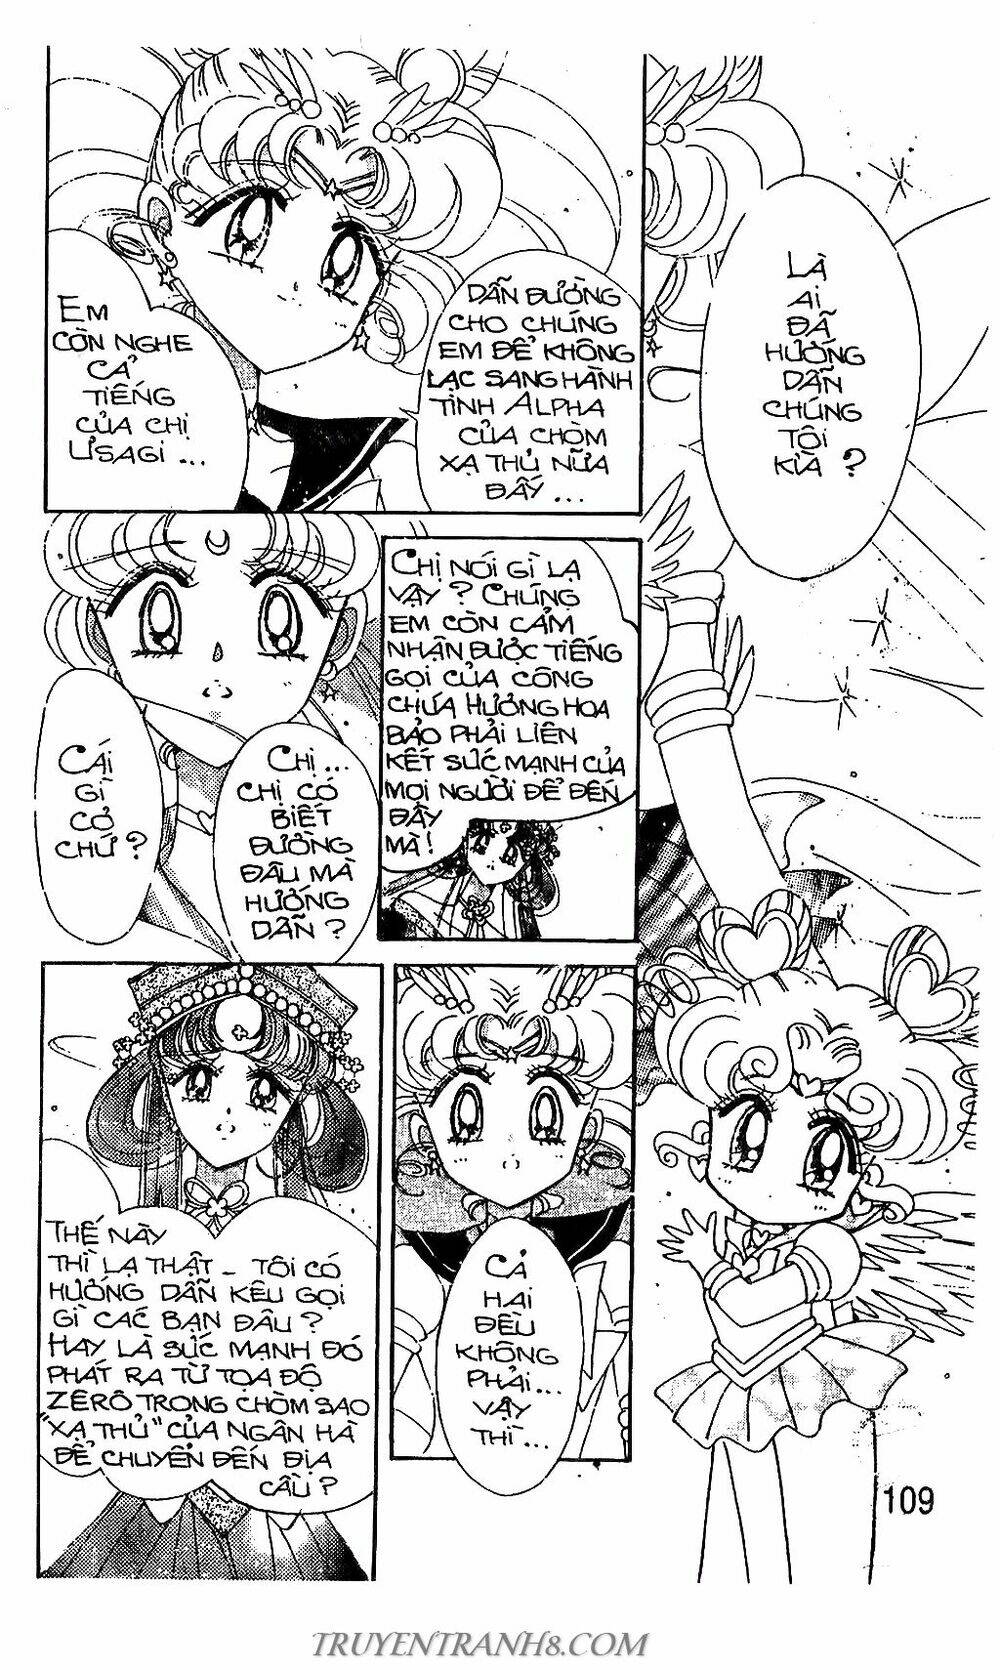 EM
CÒN NGHE
CẢ
TIẾNG
CỦA CHỊ
USAGI...
DẪN ĐƯỜNG
CHO CHÚNG
EM ĐỂ KHÔNG
LẠC SANG HÀNH
TINH ALPHA
CỦA CHÒM
XẠ THỦ NỮA
ĐẤY...
LÀ
AI
ĐÃ
HƯỚNG
DẪN
CHÚNG
TÔI
KIA?
CÁI
GÌ
CƠ
CHỨ?
CHỊ...
CHỊ CÓ
BIẾT
ĐƯỜNG
ĐÂU MÀ
HƯỚNG
DẪN?
CHỊ NÓI GÌ LẠ
VẬY? CHÚNG
EM CÒN CẢM
NHẬN ĐƯỢC TIẾNG
GỌI CỦA CÔNG
CHÚA HƯƠNG HOA
BẢO PHẢI LIÊN
KẾT SỨC MẠNH CỦA
MỌI NGƯỜI ĐỂ ĐẾN
ĐÂY
MÀ!
THẾ NÀY
THÌ LẠ THẬT - TÔI CÓ
HƯỚNG DẪN KÊU GỌI
GÌ CÁC BẠN ĐÂU?
HAY LÀ SỨC MẠNH ĐÓ
PHÁT RA TỪ TỌA ĐỘ
ZÊRÔ TRONG CHÒM SAO
"XẠ THỦ" CỦA NGÂN HÀ
ĐỂ CHUYỂN ĐẾN ĐỊA
CẦU?
CẢ
HAI
ĐỀU
KHÔNG
PHẢI...
VẬY
THÌ...
109
TRUYENTRANH8.COM